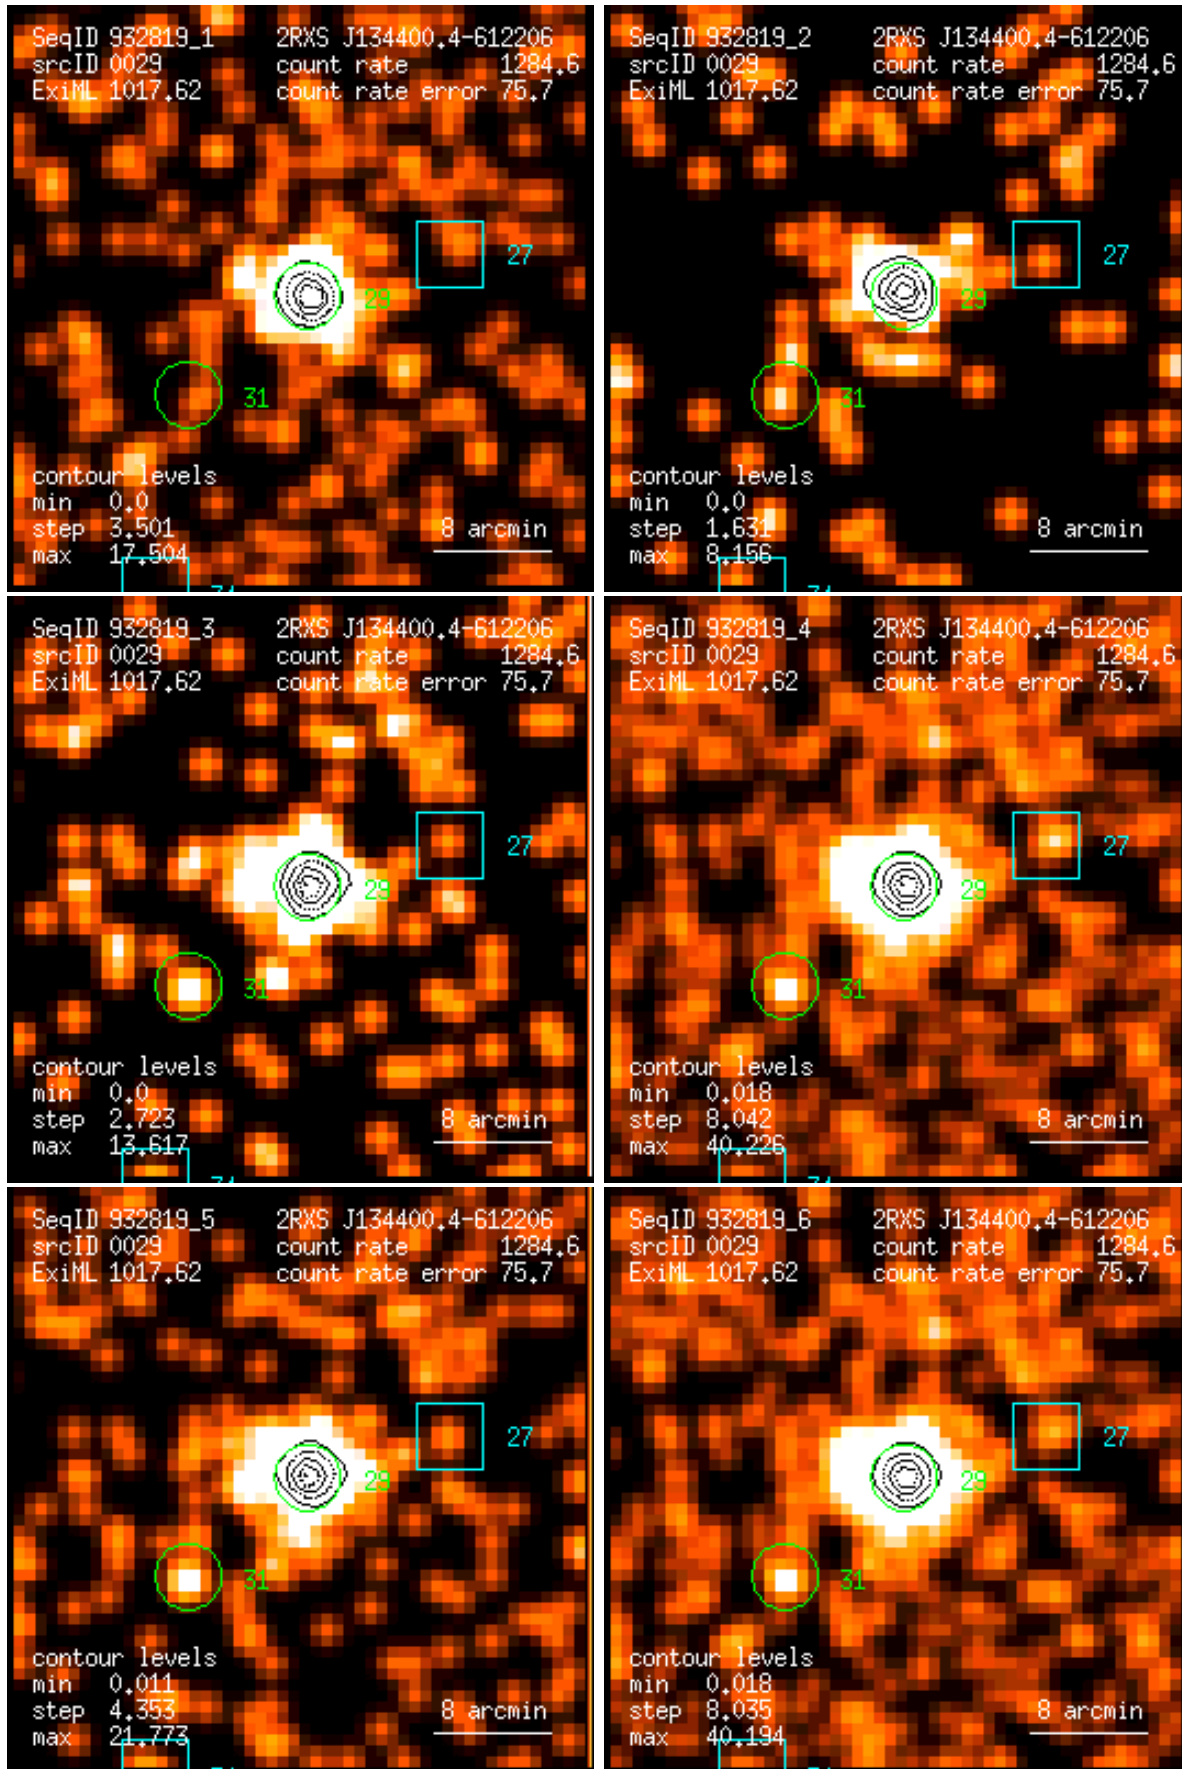 SeqID 932819_1 2RXS J134400.4-612206
srcID 0029 count rate 1284.6
ExiML 1017.62 count rate error 75.7
27
29
31
contour levels
min 0.0
step 3.501 8 arcmin
max 17.504
SeqID 932819_2 2RXS J134400.4-612206
srcID 0029 count rate 1284.6
ExiML 1017.62 count rate error 75.7
27
29
31
contour levels
min 0.0
step 1.631 8 arcmin
max 8.156
SeqID 932819_3 2RXS J134400.4-612206
srcID 0029 count rate 1284.6
ExiML 1017.62 count rate error 75.7
27
29
31
contour levels
min 0.0
step 2.723 8 arcmin
max 13.617
SeqID 932819_4 2RXS J134400.4-612206
srcID 0029 count rate 1284.6
ExiML 1017.62 count rate error 75.7
27
29
31
contour levels
min 0.018
step 8.042 8 arcmin
max 40.226
SeqID 932819_5 2RXS J134400.4-612206
srcID 0029 count rate 1284.6
ExiML 1017.62 count rate error 75.7
27
29
31
contour levels
min 0.011
step 4.353 8 arcmin
max 21.773
SeqID 932819_6 2RXS J134400.4-612206
srcID 0029 count rate 1284.6
ExiML 1017.62 count rate error 75.7
27
29
31
contour levels
min 0.018
step 8.035 8 arcmin
max 40.194